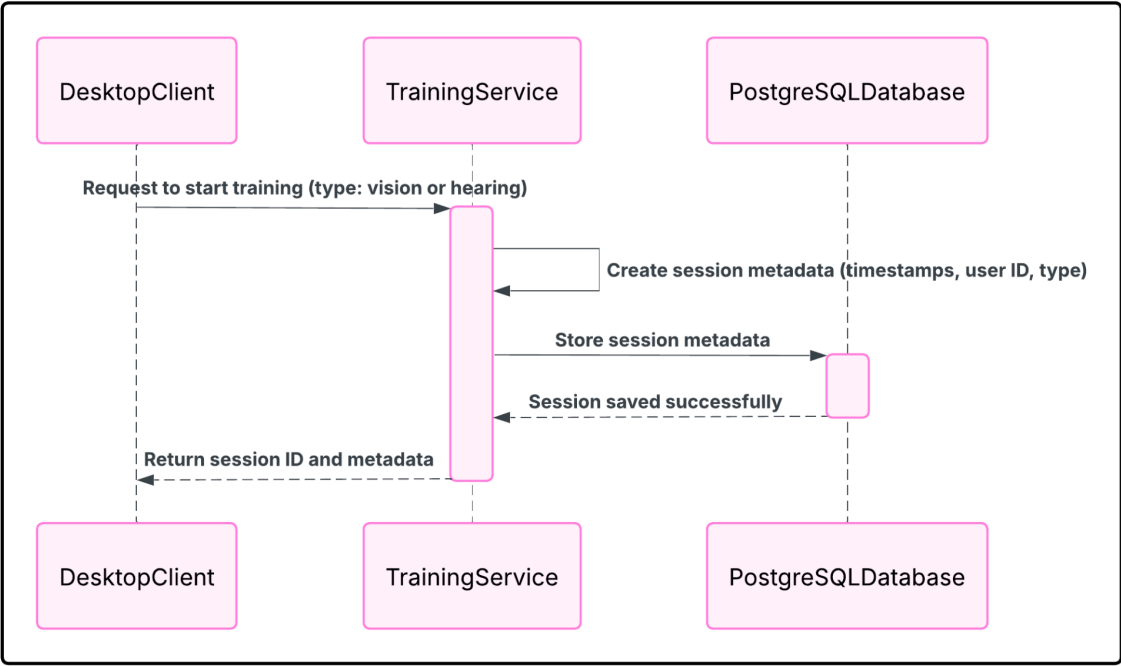 DesktopClient
TrainingService
PostgreSQLDatabase
Request to start training (type: vision or hearing)
Create session metadata (timestamps, user ID, type)
Store session metadata
Session saved successfully
Return session ID and metadata
DesktopClient
TrainingService
PostgreSQLDatabase